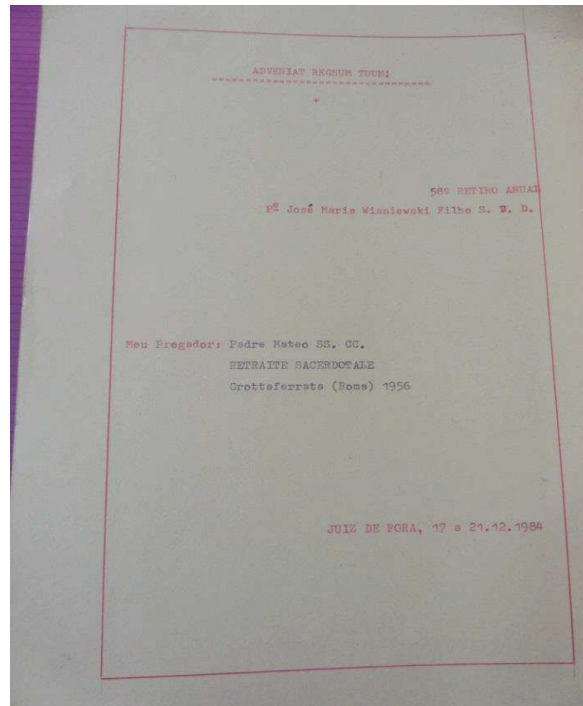 ADVENIAT REGNUM TUUM!
+
58º RETIRO ANUAL
Pº José Maria Wisniewski Filho S. V. D.
Meu Pregador: Padre Mateo SS. CC.
RETRAITE SACERDOTALE
Grottaferrata (Roma) 1956
JUIZ DE FORA, 17 a 21.12.1984